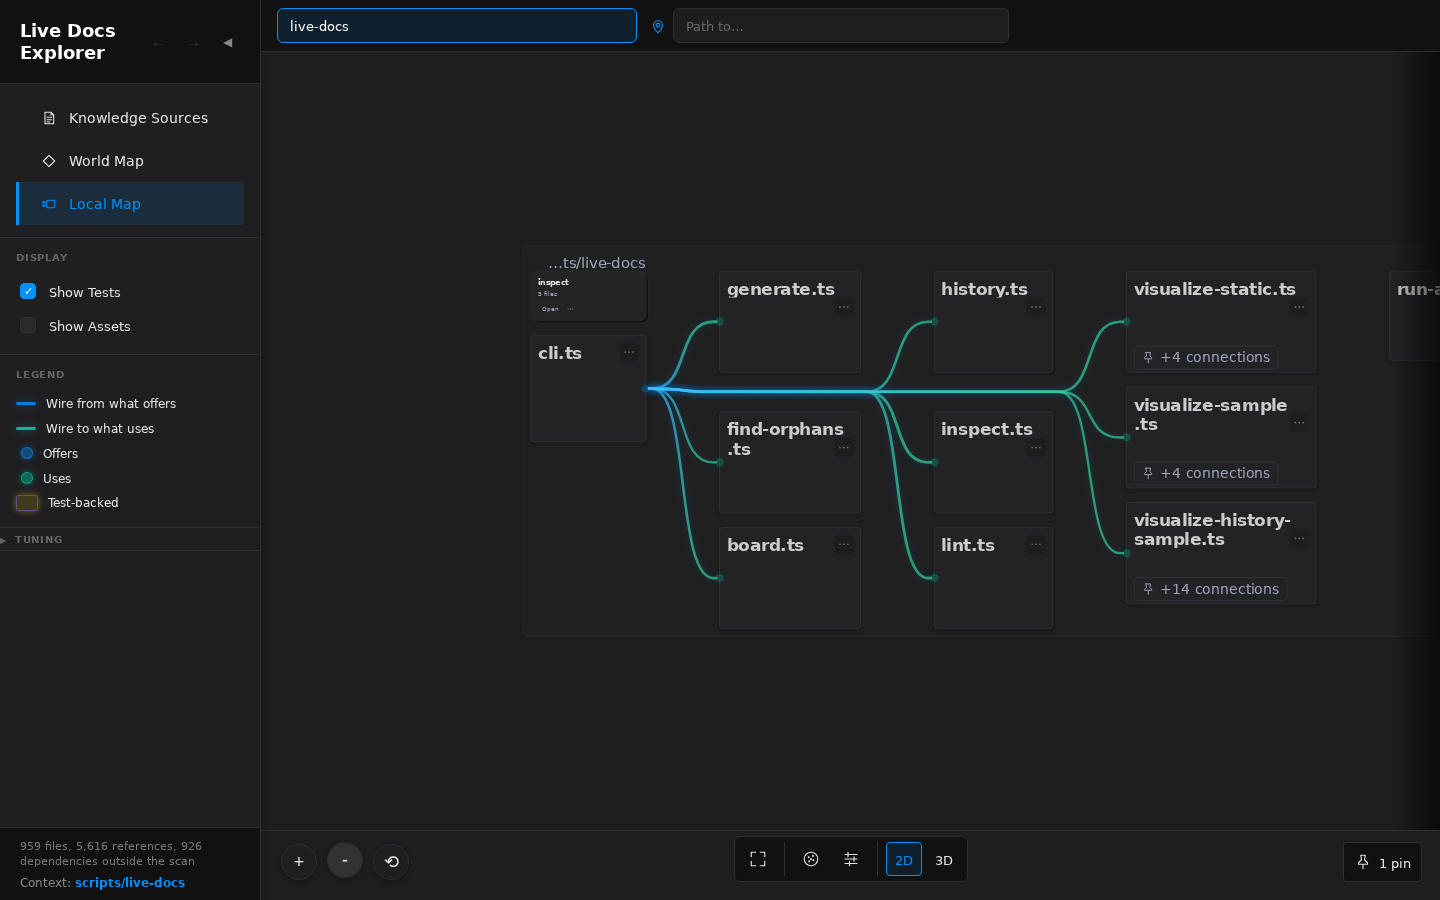 Live Docs
Explorer
live-docs
Path to...
Knowledge Sources
World Map
Local Map
DISPLAY
Show Tests
Show Assets
LEGEND
Wire from what offers
Wire to what uses
Offers
Uses
Test-backed
TUNING
959 files, 5,616 references, 926
dependencies outside the scan
Context: scripts/live-docs
...ts/live-docs
inspect
3 files
Open ...
cli.ts
generate.ts
find-orphans
.ts
board.ts
history.ts
inspect.ts
lint.ts
visualize-static.ts
+4 connections
visualize-sample
.ts
+4 connections
visualize-history-
sample.ts
+14 connections
2D
3D
1 pin